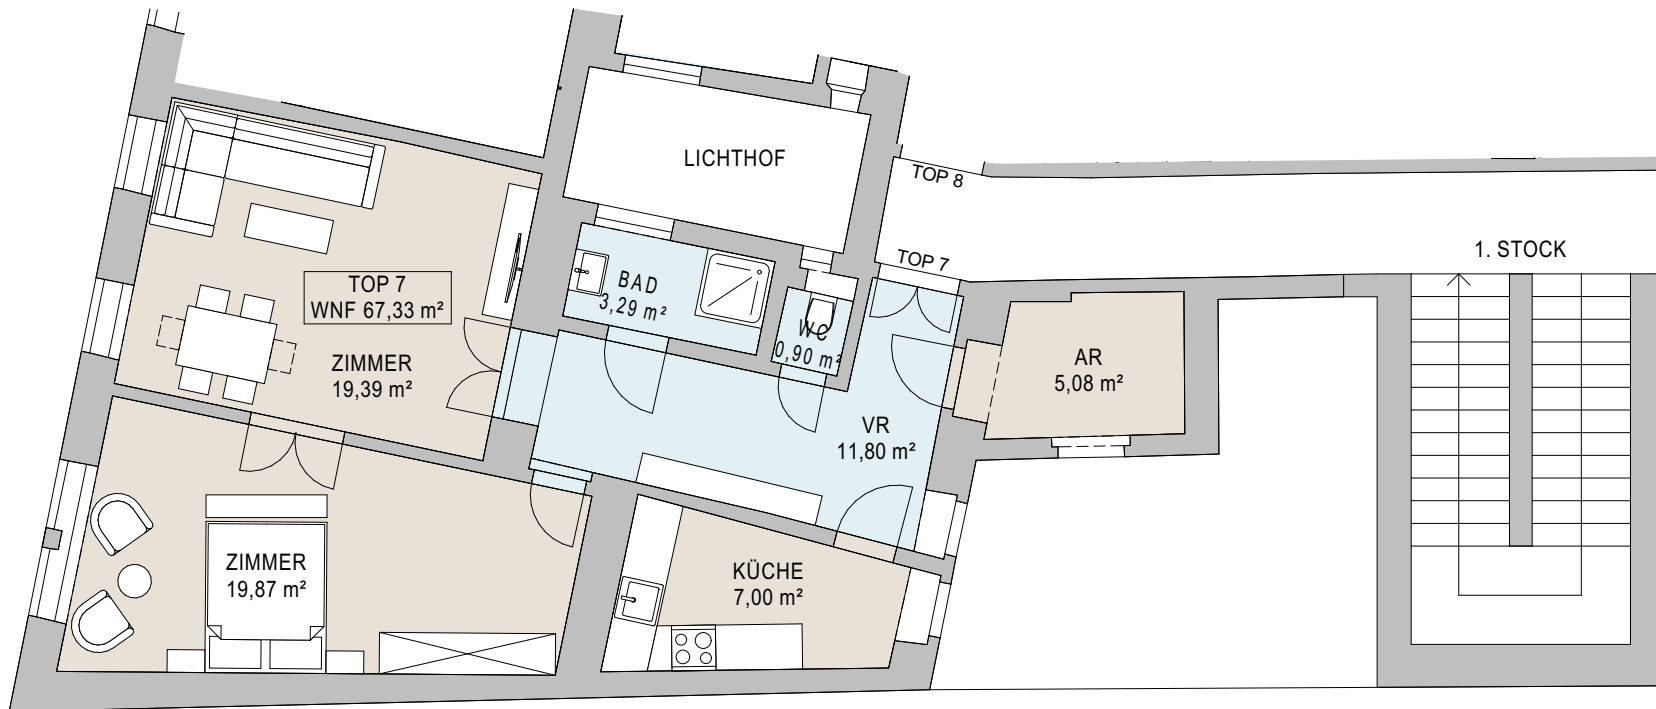 LICHTHOF
TOP 8
TOP 7
1. STOCK
BAD
3,29 m²
TOP 7
WNF 67,33 m²
WC
0,90 m²
ZIMMER
19,39 m²
AR
5,08 m²
VR
11,80 m²
ZIMMER
19,87 m²
KÜCHE
7,00 m²